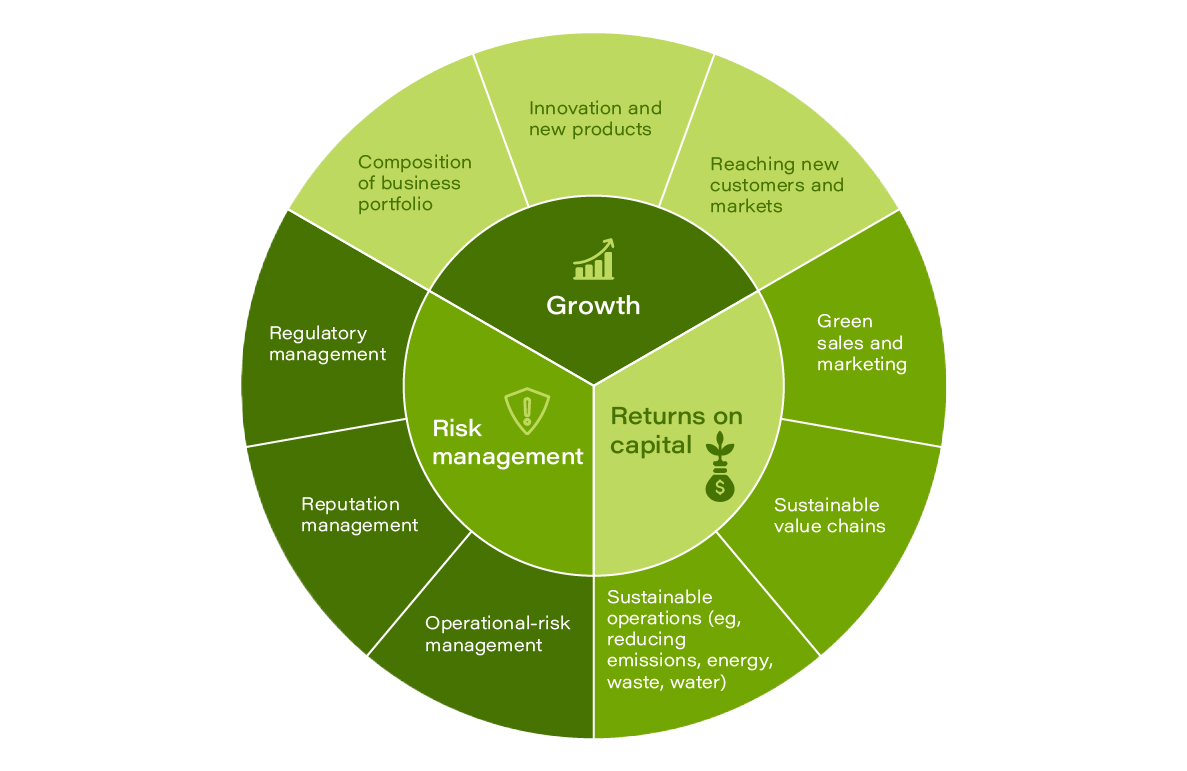 Innovation and
new products
Composition
of business
portfolio
Reaching new
customers and
markets
Growth
Regulatory
management
Green
sales and
marketing
Risk
management
Returns on
capital
$
Reputation
management
Sustainable
value chains
Operational-risk
management
Sustainable
operations (eg,
reducing
emissions, energy,
waste, water)